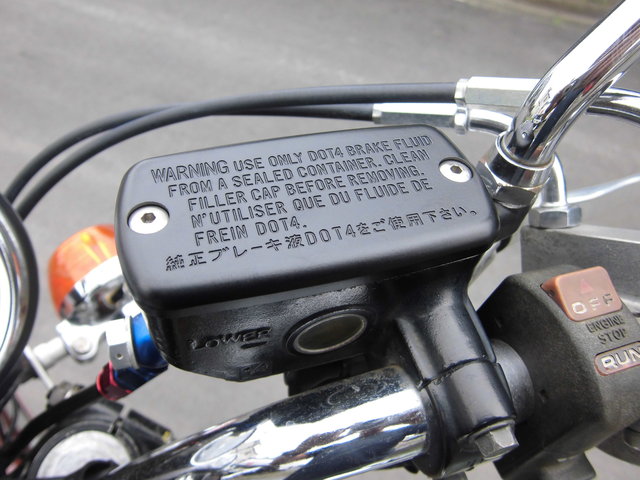 WARNING USE ONLY DOT4 BRAKE FLUID
FROM A SEALED CONTAINER. CLEAN
FILLER CAP BEFORE REMOVING.
N'UTILISER QUE DU FLUIDE DE
FREIN DOT4.
純正ブレーキ液DOT4をご使用下さい。
LOWER
OFF
ENGINE
STOP
RUN